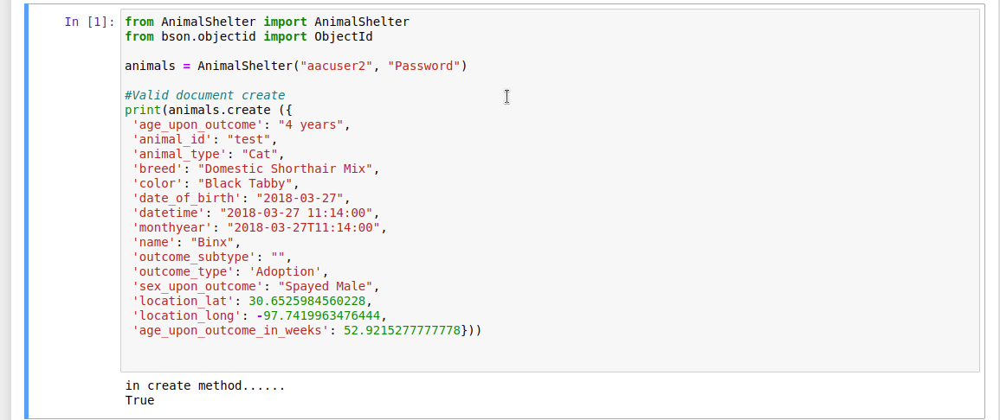 In [1]:
from AnimalShelter import AnimalShelter
from bson.objectid import ObjectId
animals = AnimalShelter("aacuser2", "Password")
#Valid document create
print(animals.create ({
 'age_upon_outcome': "4 years",
 'animal_id': "test",
 'animal_type': "Cat",
 'breed': "Domestic Shorthair Mix",
 'color': "Black Tabby",
 'date_of_birth': "2018-03-27",
 'datetime': "2018-03-27 11:14:00",
 'monthyear': "2018-03-27T11:14:00",
 'name': "Binx",
 'outcome_subtype': "",
 'outcome_type': 'Adoption',
 'sex_upon_outcome': "Spayed Male",
 'location_lat': 30.6525984560228,
 'location_long': -97.7419963476444,
 'age_upon_outcome_in_weeks': 52.9215277777778}))
in create method......
True